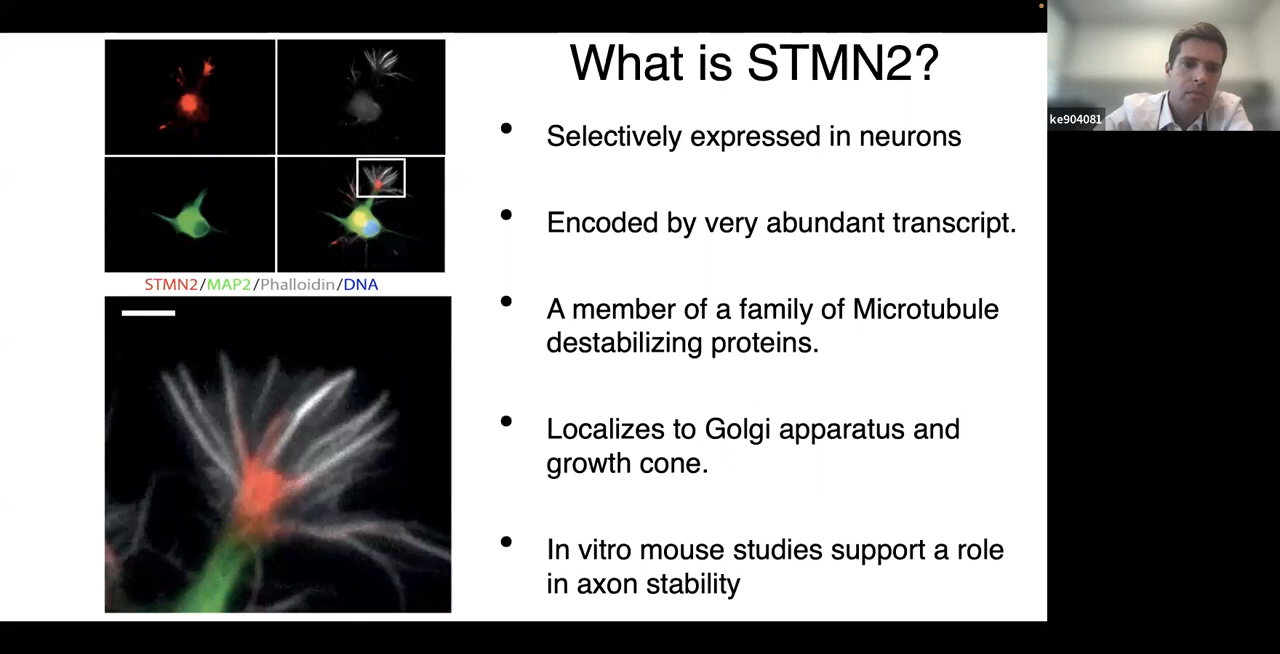 What is STMN2?
ke904081
• Selectively expressed in neurons
• Encoded by very abundant transcript.
• A member of a family of Microtubule
destabilizing proteins.
• Localizes to Golgi apparatus and
growth cone.
• In vitro mouse studies support a role
in axon stability
STMN2/MAP2/Phalloidin/DNA